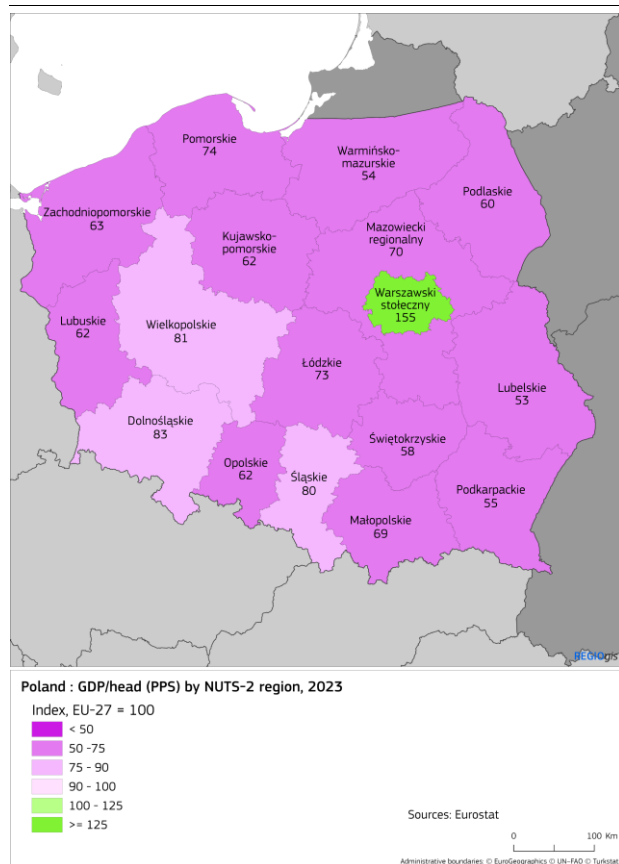 Pomorskie
74
Warmińsko-
mazurskie
54
Podlaskie
60
Zachodniopomorskie
63
Kujawsko-
pomorskie
62
Mazowiecki
regionalny
70
Warszawski
stołeczny
155
Lubuskie
62
Wielkopolskie
81
Łódzkie
73
Lubelskie
53
Dolnośląskie
83
Opolskie
62
Śląskie
80
Świętokrzyskie
58
Podkarpackie
55
Małopolskie
69
REGIOgis
Poland : GDP/head (PPS) by NUTS-2 region, 2023
Index, EU-27 = 100
< 50
50 -75
75 - 90
90 - 100
100 - 125
>= 125
Sources: Eurostat
0 100 Km
Administrative boundaries: © EuroGeographics © UN-FAO © Turkstat